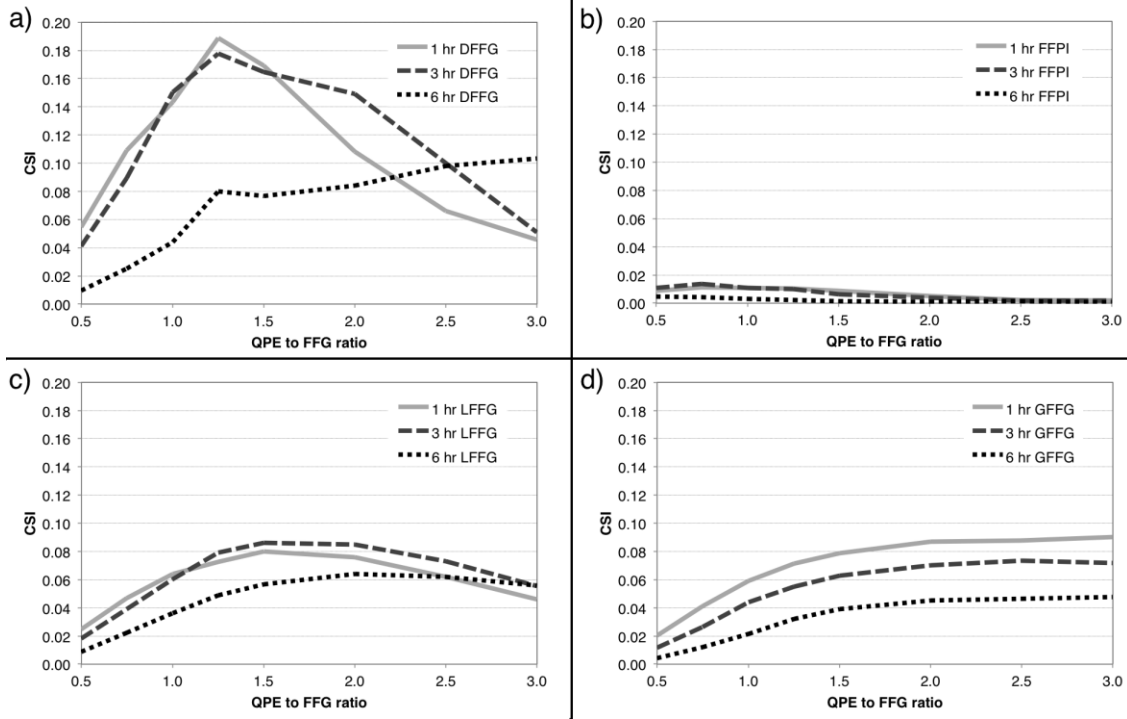 a)
0.20
0.18
0.16
0.14
0.12
0.10
0.08
0.06
0.04
0.02
0.00
CSI
1 hr DFFG
3 hr DFFG
6 hr DFFG
0.5 1.0 1.5 2.0 2.5 3.0
QPE to FFG ratio
b)
0.20
0.18
0.16
0.14
0.12
0.10
0.08
0.06
0.04
0.02
0.00
CSI
1 hr FFPI
3 hr FFPI
6 hr FFPI
0.5 1.0 1.5 2.0 2.5 3.0
QPE to FFG ratio
c)
0.20
0.18
0.16
0.14
0.12
0.10
0.08
0.06
0.04
0.02
0.00
CSI
1 hr LFFG
3 hr LFFG
6 hr LFFG
0.5 1.0 1.5 2.0 2.5 3.0
QPE to FFG ratio
d)
0.20
0.18
0.16
0.14
0.12
0.10
0.08
0.06
0.04
0.02
0.00
CSI
1 hr GFFG
3 hr GFFG
6 hr GFFG
0.5 1.0 1.5 2.0 2.5 3.0
QPE to FFG ratio